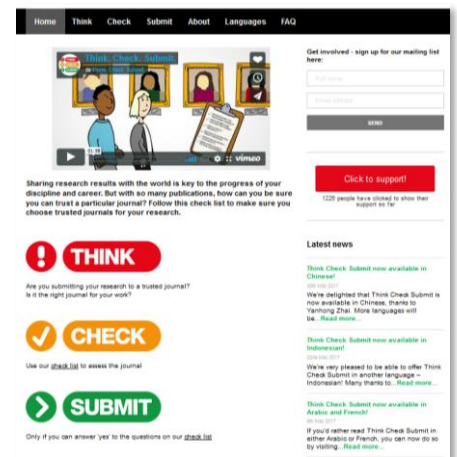 Home Think Check Submit About Languages FAQ
Think. Check. Submit.
01:38
vimeo
Sharing research results with the world is key to the progress of your
discipline and career. But with so many publications, how can you be sure
you can trust a particular journal? Follow this check list to make sure you
choose trusted journals for your research.
THINK
Are you submitting your research to a trusted journal?
Is it the right journal for your work?
CHECK
Use our check list to assess the journal
SUBMIT
Only if you can answer 'yes' to the questions on our check list
Get involved - sign up for our mailing list
here:
Full name
Email address
SEND
Click to support!
1225 people have clicked to show their
support so far
Latest news
Think Check Submit now available in
Chinese!
2017
We're delighted that Think Check Submit is
now available in Chinese, thanks to
Yanhong Zhai. More languages will
be...Read more...
Think Check Submit now available in
Indonesian!
2017
We're very pleased to be able to offer Think
Check Submit in another language –
Indonesian! Many thanks to...Read more...
Think Check Submit now available in
Arabic and French!
2017
If you'd rather read Think Check Submit in
either Arabic or French, you can now do so
by visiting...Read more...